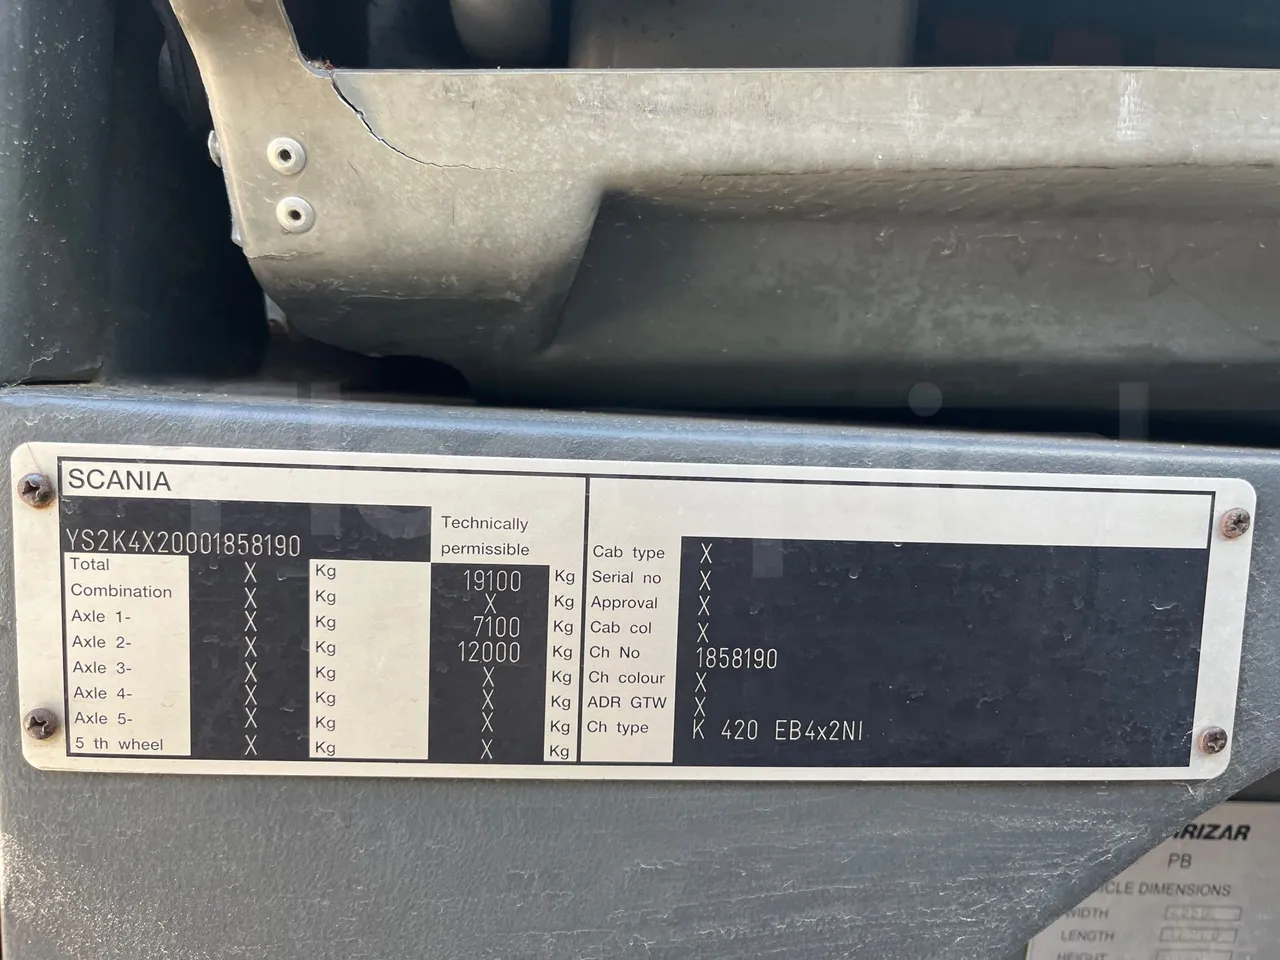 SCANIA
YS2K4X20001858190
Technically
permissible
Total X Kg 19100 Kg
Combination X Kg X Kg
Axle 1- X Kg 7100 Kg
Axle 2- X Kg 12000 Kg
Axle 3- X Kg X Kg
Axle 4- X Kg X Kg
Axle 5- X Kg X Kg
5 th wheel X Kg X Kg
Cab type X
Serial no X
Approval X
Cab col X
Ch No 1858190
Ch colour X
ADR GTW X
Ch type K 420 EB4x2NI
IRIZAR
PB
DIMENSIONS
WIDTH
LENGTH
HEIGHT